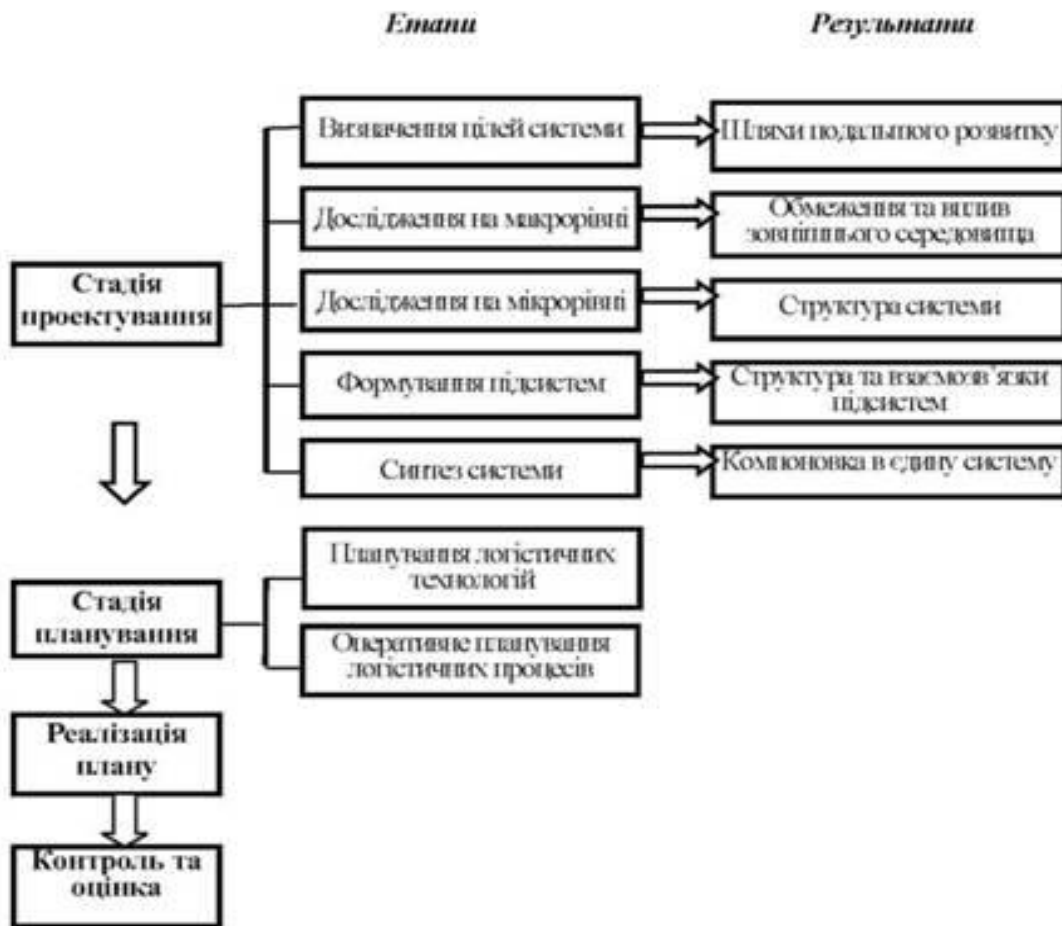 Етапи
Результати
Визначення цілей системи
Шляхи подальшого розвитку
Дослідження на макрорівні
Обмеження та вплив
зовнішнього середовища
Стадія
проектування
Дослідження на мікрорівні
Структура системи
Формування підсистем
Структура та взаємозв'язки
підсистем
Синтез системи
Компоновка в єдину систему
Планування логістичних
технологій
Стадія
планування
Оперативне планування
логістичних процесів
Реалізація
плану
Контроль та
оцінка